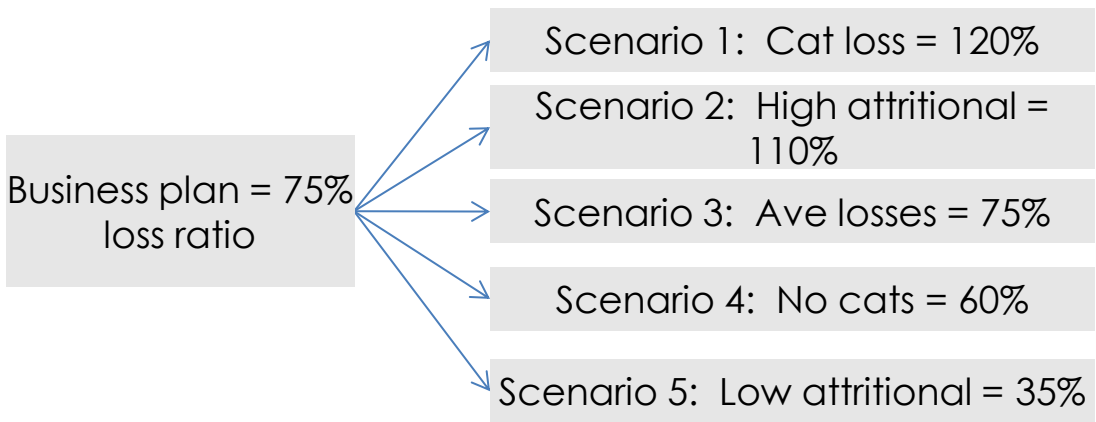 Scenario 1:  Cat loss = 120%
Scenario 2:  High attritional =
110%
Business plan = 75%
loss ratio
Scenario 3:  Ave losses = 75%
Scenario 4:  No cats = 60%
Scenario 5:  Low attritional = 35%